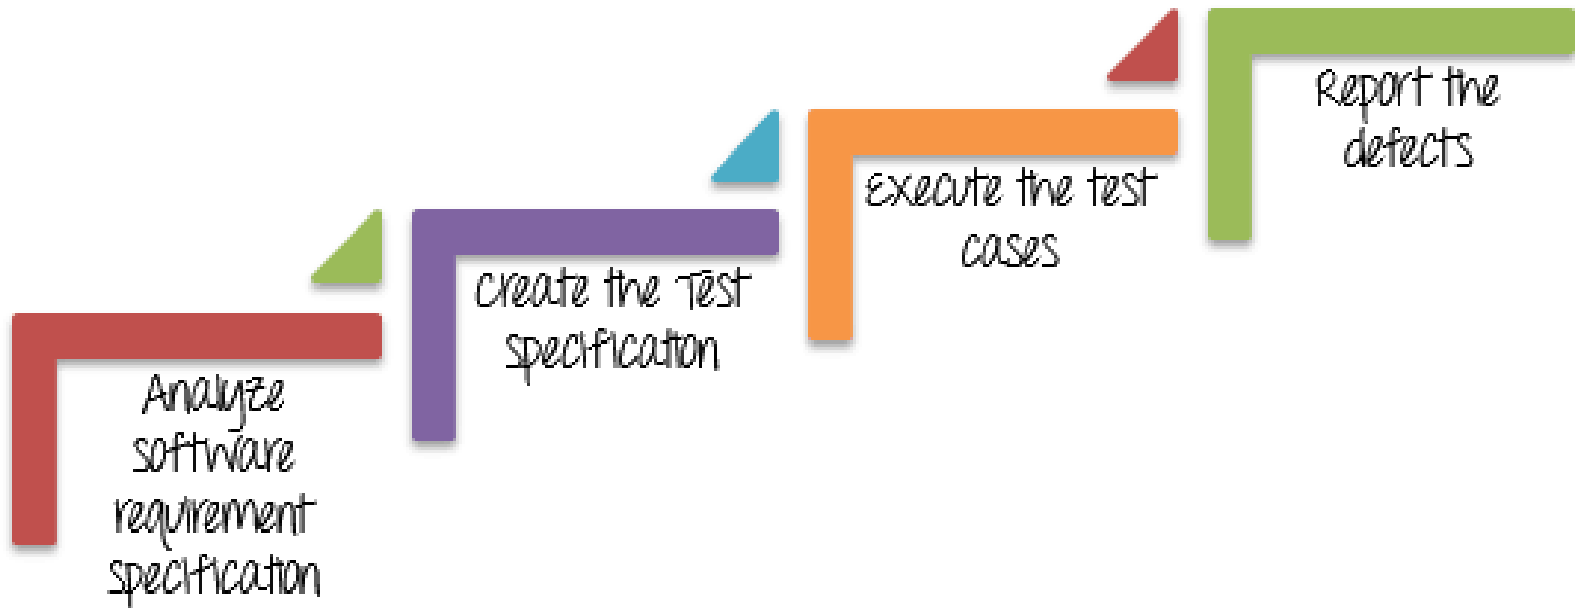 Analyze
software
requirement
specification
Create the Test
specification
Execute the test
cases
Report the
defects